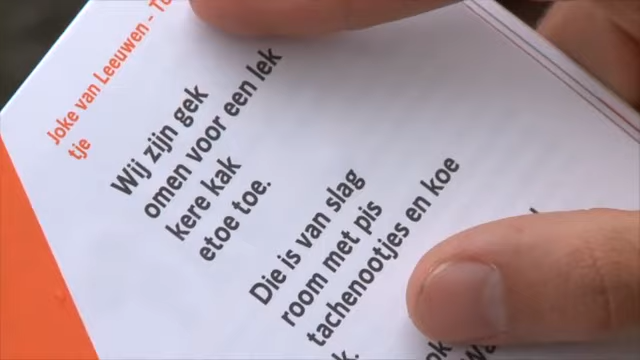 Joke van Leeuwen –
tje
Wij zijn gek
omen voor een lek
kere kak
etoe toe.
Die is van slag
room met pis
tachenootjes en koe
k.